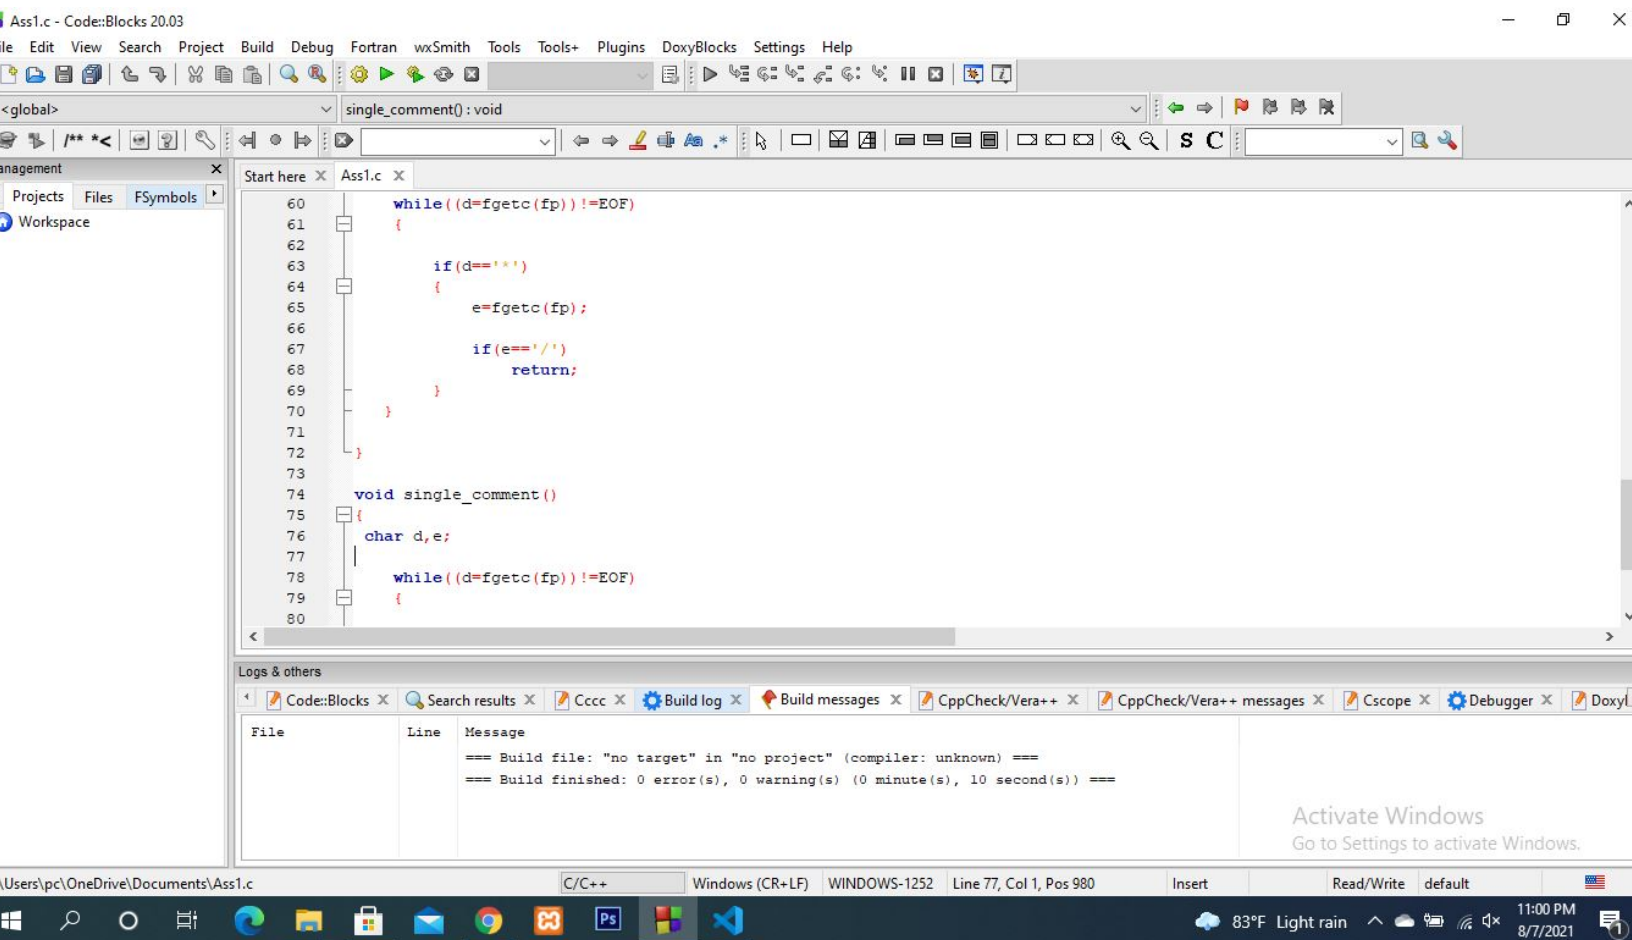 Ass1.c - Code::Blocks 20.03
ile Edit View Search Project Build Debug Fortran wxSmith Tools Tools+ Plugins DoxyBlocks Settings Help
<global> single_comment() : void
/** *< Aa .* S C
anagement
Start here Ass1.c
Projects Files FSymbols
Workspace
60 while((d=fgetc(fp))!=EOF)
61 {
62
63 if(d=='*')
64 {
65 e=fgetc(fp);
66
67 if(e=='/')
68 return;
69 }
70 }
71
72 }
73
74 void single_comment()
75 {
76 char d,e;
77
78 while((d=fgetc(fp))!=EOF)
79 {
80
Logs & others
Code::Blocks Search results Cccc Build log Build messages CppCheck/Vera++ CppCheck/Vera++ messages Cscope Debugger Doxyl
File Line Message
=== Build file: "no target" in "no project" (compiler: unknown) ===
=== Build finished: 0 error(s), 0 warning(s) (0 minute(s), 10 second(s)) ===
Activate Windows
Go to Settings to activate Windows.
\Users\pc\OneDrive\Documents\Ass1.c C/C++ Windows (CR+LF) WINDOWS-1252 Line 77, Col 1, Pos 980 Insert Read/Write default
Ps 83°F Light rain 11:00 PM
8/7/2021 1